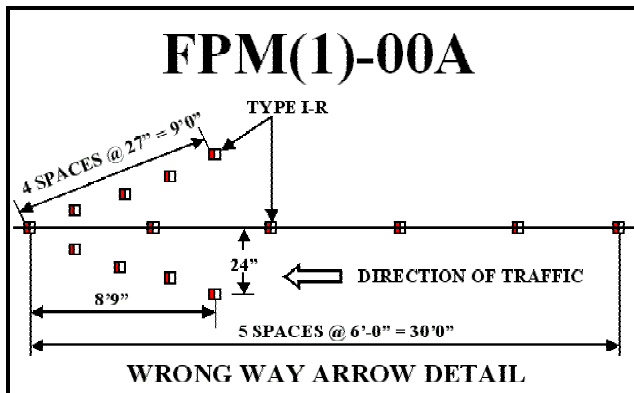 FPM(1)-00A
TYPE I-R
4 SPACES @ 27" = 9'0"
24"
DIRECTION OF TRAFFIC
8'9"
5 SPACES @ 6'-0" = 30'0"
WRONG WAY ARROW DETAIL